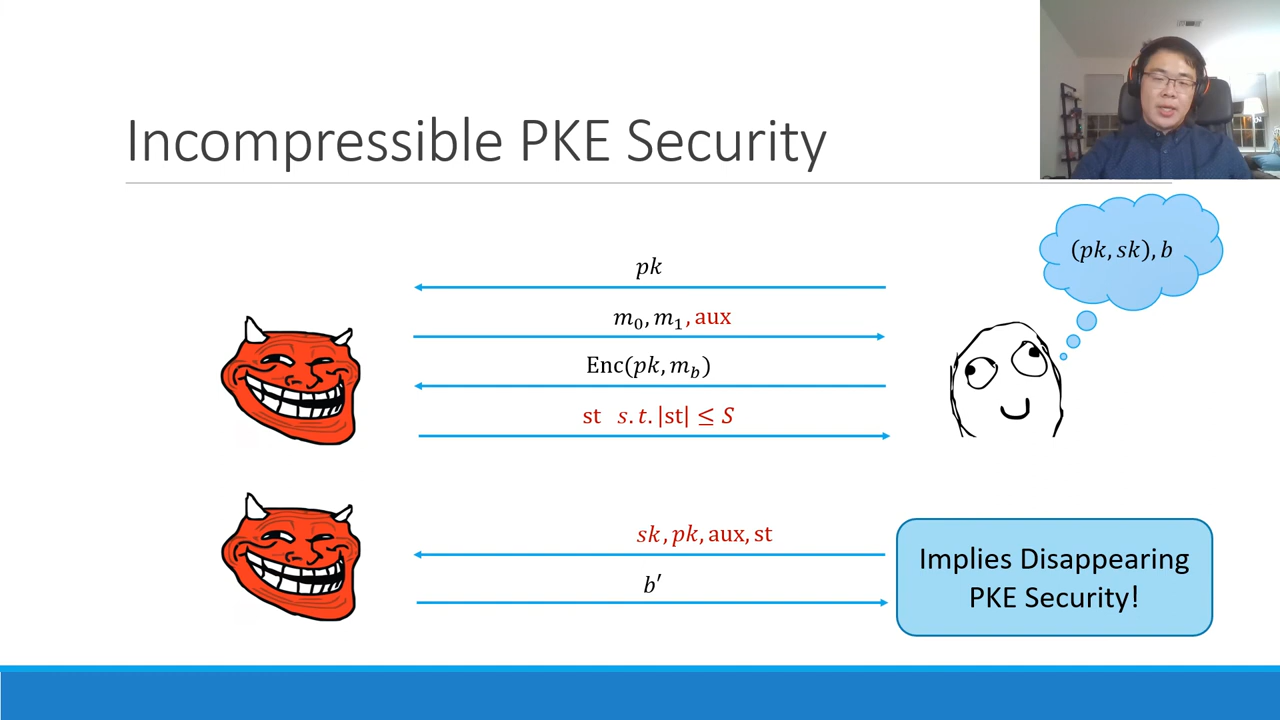 Incompressible PKE Security
(pk, sk), b
pk
m₀, m₁, aux
Enc(pk, m_b)
st s.t. |st| ≤ S
sk, pk, aux, st
b′
Implies Disappearing
PKE Security!